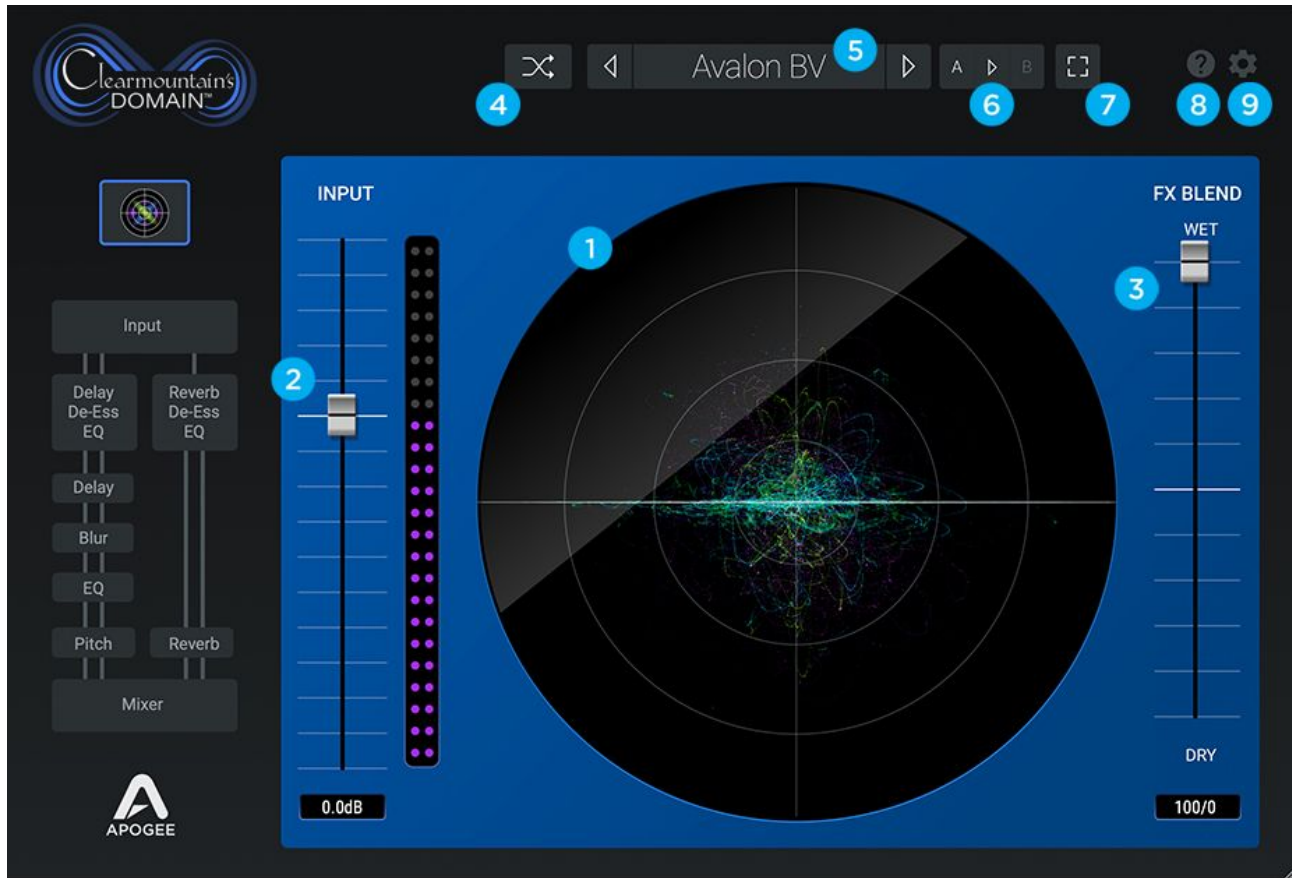 Clearmountain's
DOMAIN™
4
Avalon BV
5
A
B
6
7
8
9
INPUT
1
2
0.0dB
FX BLEND
WET
3
DRY
100/0
Input
Delay
De-Ess
EQ
Reverb
De-Ess
EQ
Delay
Blur
EQ
Pitch
Reverb
Mixer
APOGEE